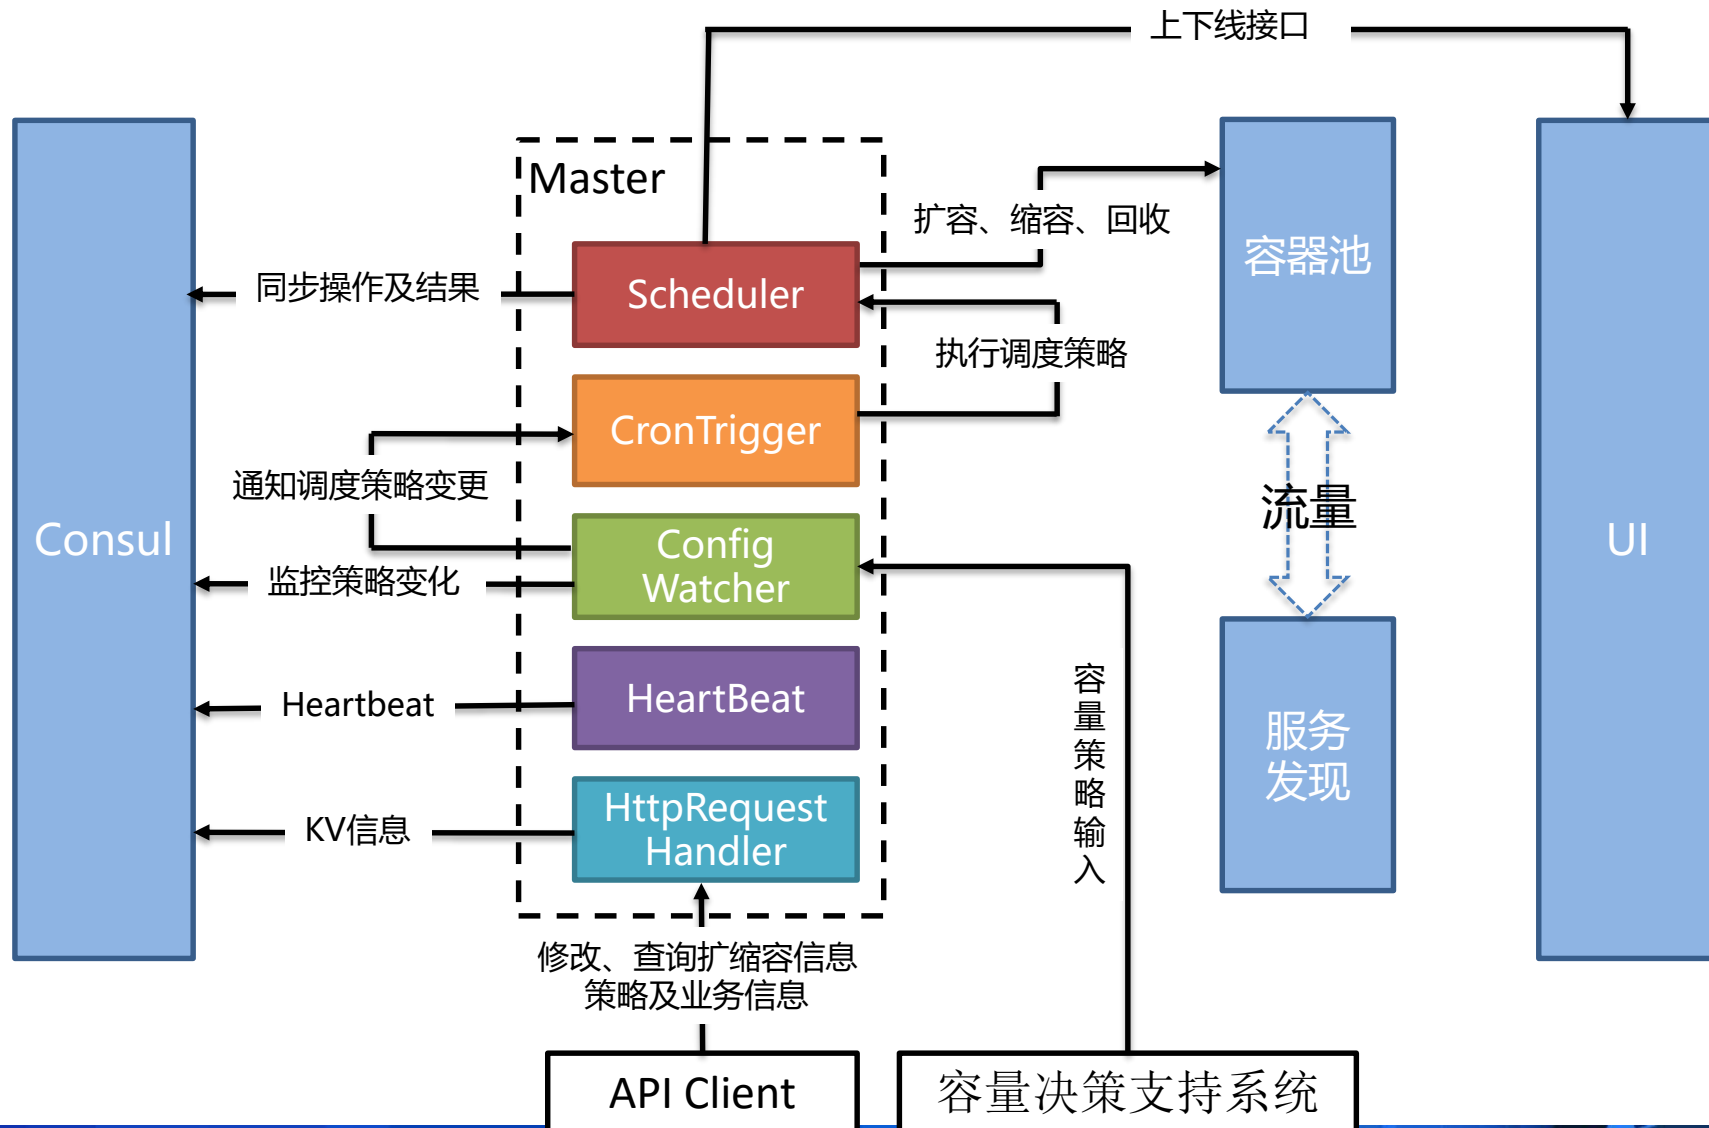 上下线接口
Master
扩容、缩容、回收
容器池
同步操作及结果
Scheduler
执行调度策略
CronTrigger
通知调度策略变更
流量
Consul
Config
Watcher
UI
监控策略变化
容量策略输入
Heartbeat
HeartBeat
服务
发现
KV信息
HttpRequest
Handler
修改、查询扩缩容信息
策略及业务信息
API Client
容量决策支持系统